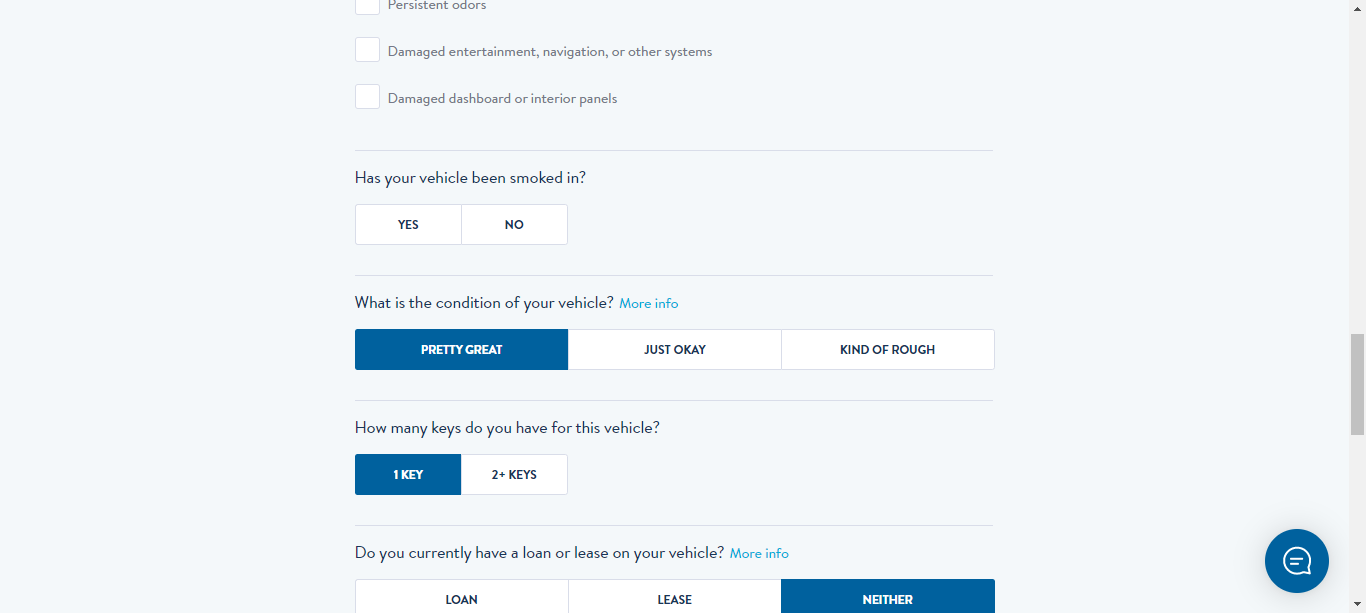 Persistent odors
Damaged entertainment, navigation, or other systems
Damaged dashboard or interior panels
Has your vehicle been smoked in?
YES NO
What is the condition of your vehicle? More info
PRETTY GREAT JUST OKAY KIND OF ROUGH
How many keys do you have for this vehicle?
1 KEY 2+ KEYS
Do you currently have a loan or lease on your vehicle? More info
LOAN LEASE NEITHER